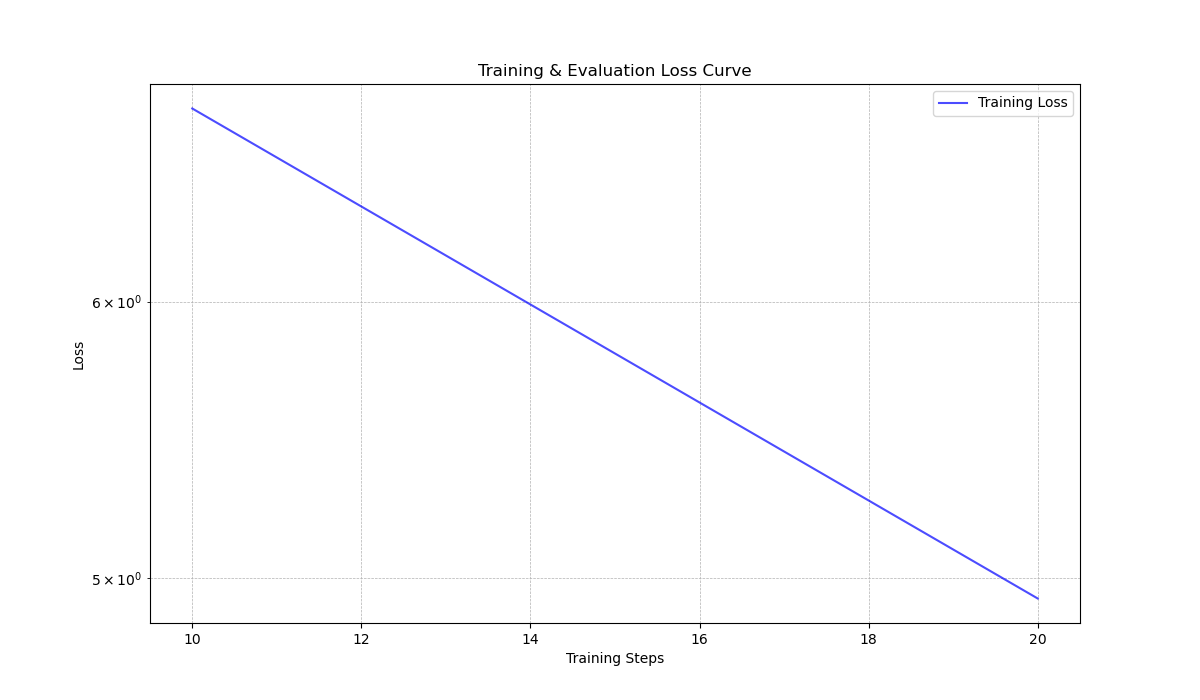 Training & Evaluation Loss Curve
Training Loss
6 × 10⁰
Loss
5 × 10⁰
10 12 14 16 18 20
Training Steps